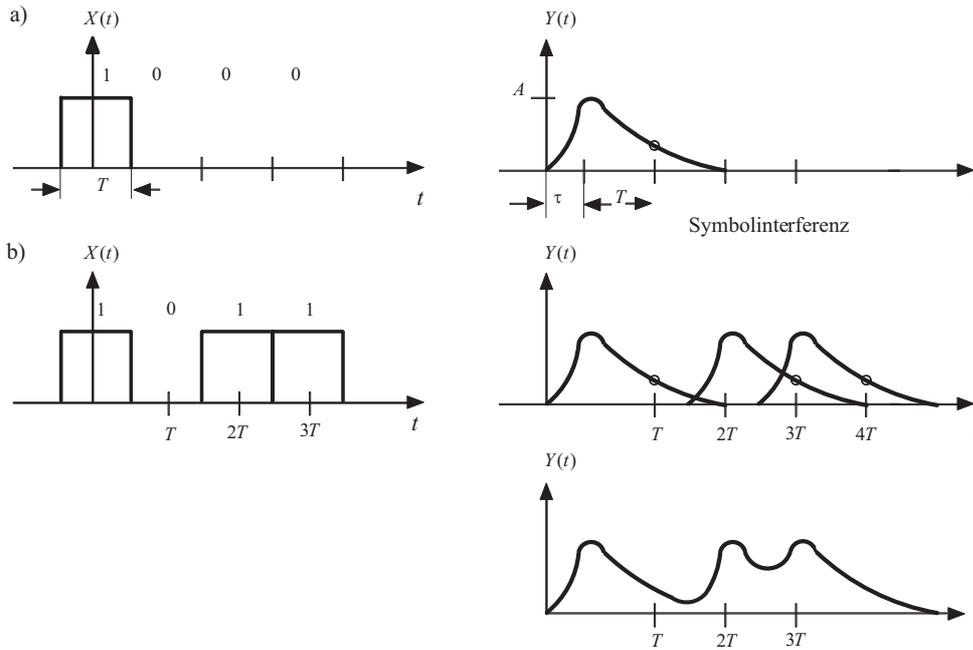 a)
X(t)
1 0 0 0
T
t
Y(t)
A
τ
T
Symbolinterferenz
b)
X(t)
1 0 1 1
T 2T 3T
t
Y(t)
T 2T 3T 4T
Y(t)
T 2T 3T